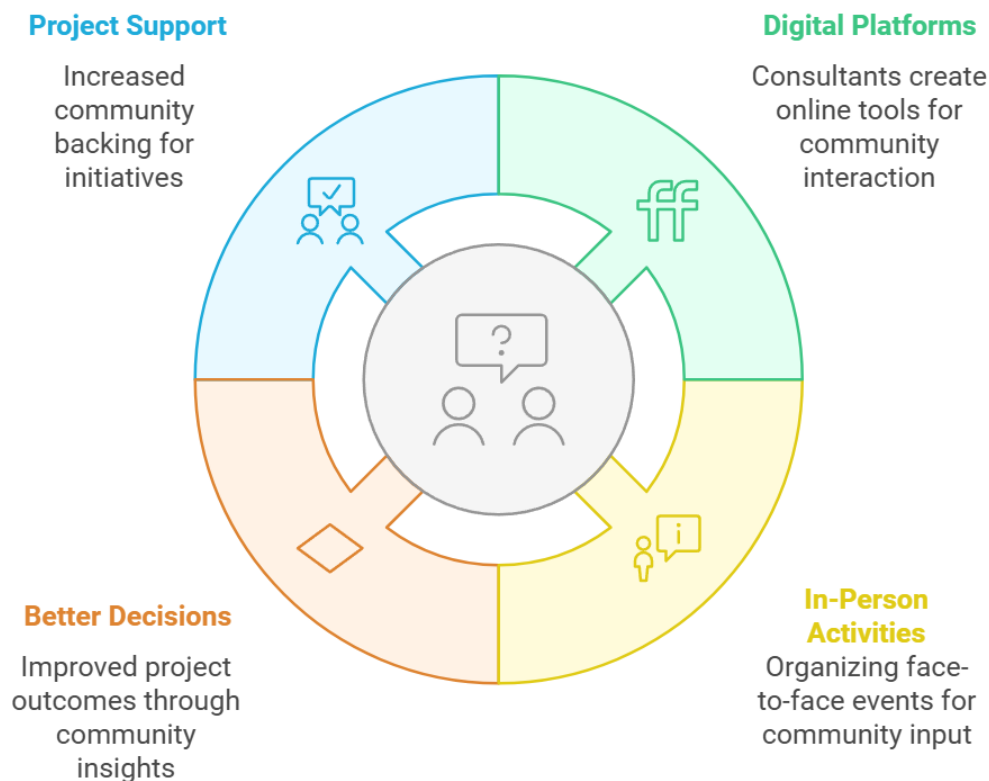 Project Support
Increased
community
backing for
initiatives
Digital Platforms
Consultants create
online tools for
community
interaction
ff
?
i
Better Decisions
Improved project
outcomes through
community
insights
In-Person
Activities
Organizing face-
to-face events for
community input